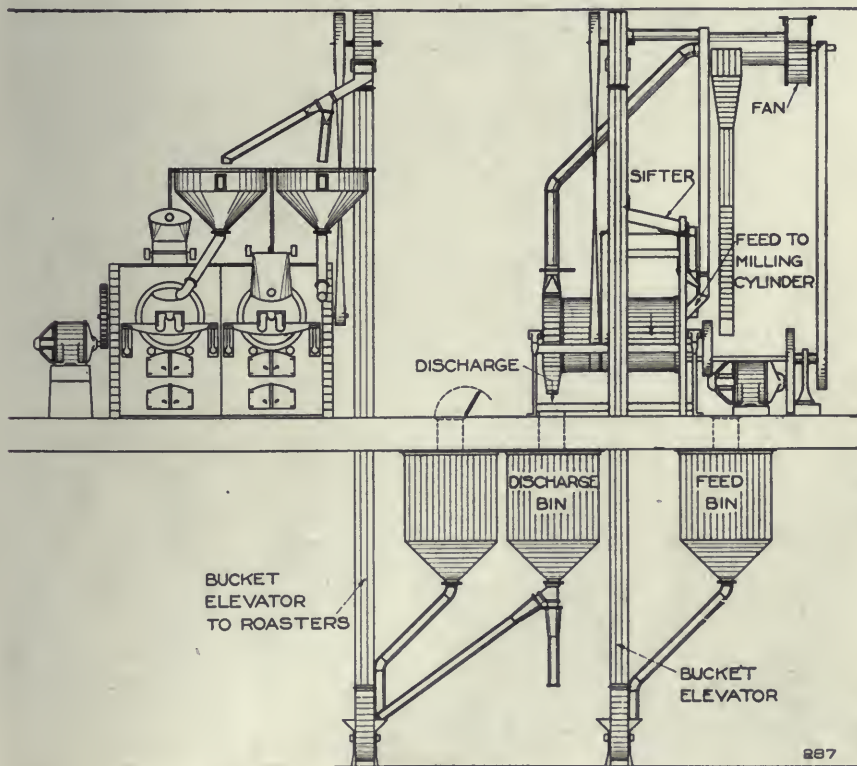 FAN
SIFTER
FEED TO
MILLING
CYLINDER
DISCHARGE
DISCHARGE
BIN
FEED
BIN
BUCKET
ELEVATOR
TO ROASTERS
BUCKET
ELEVATOR
287